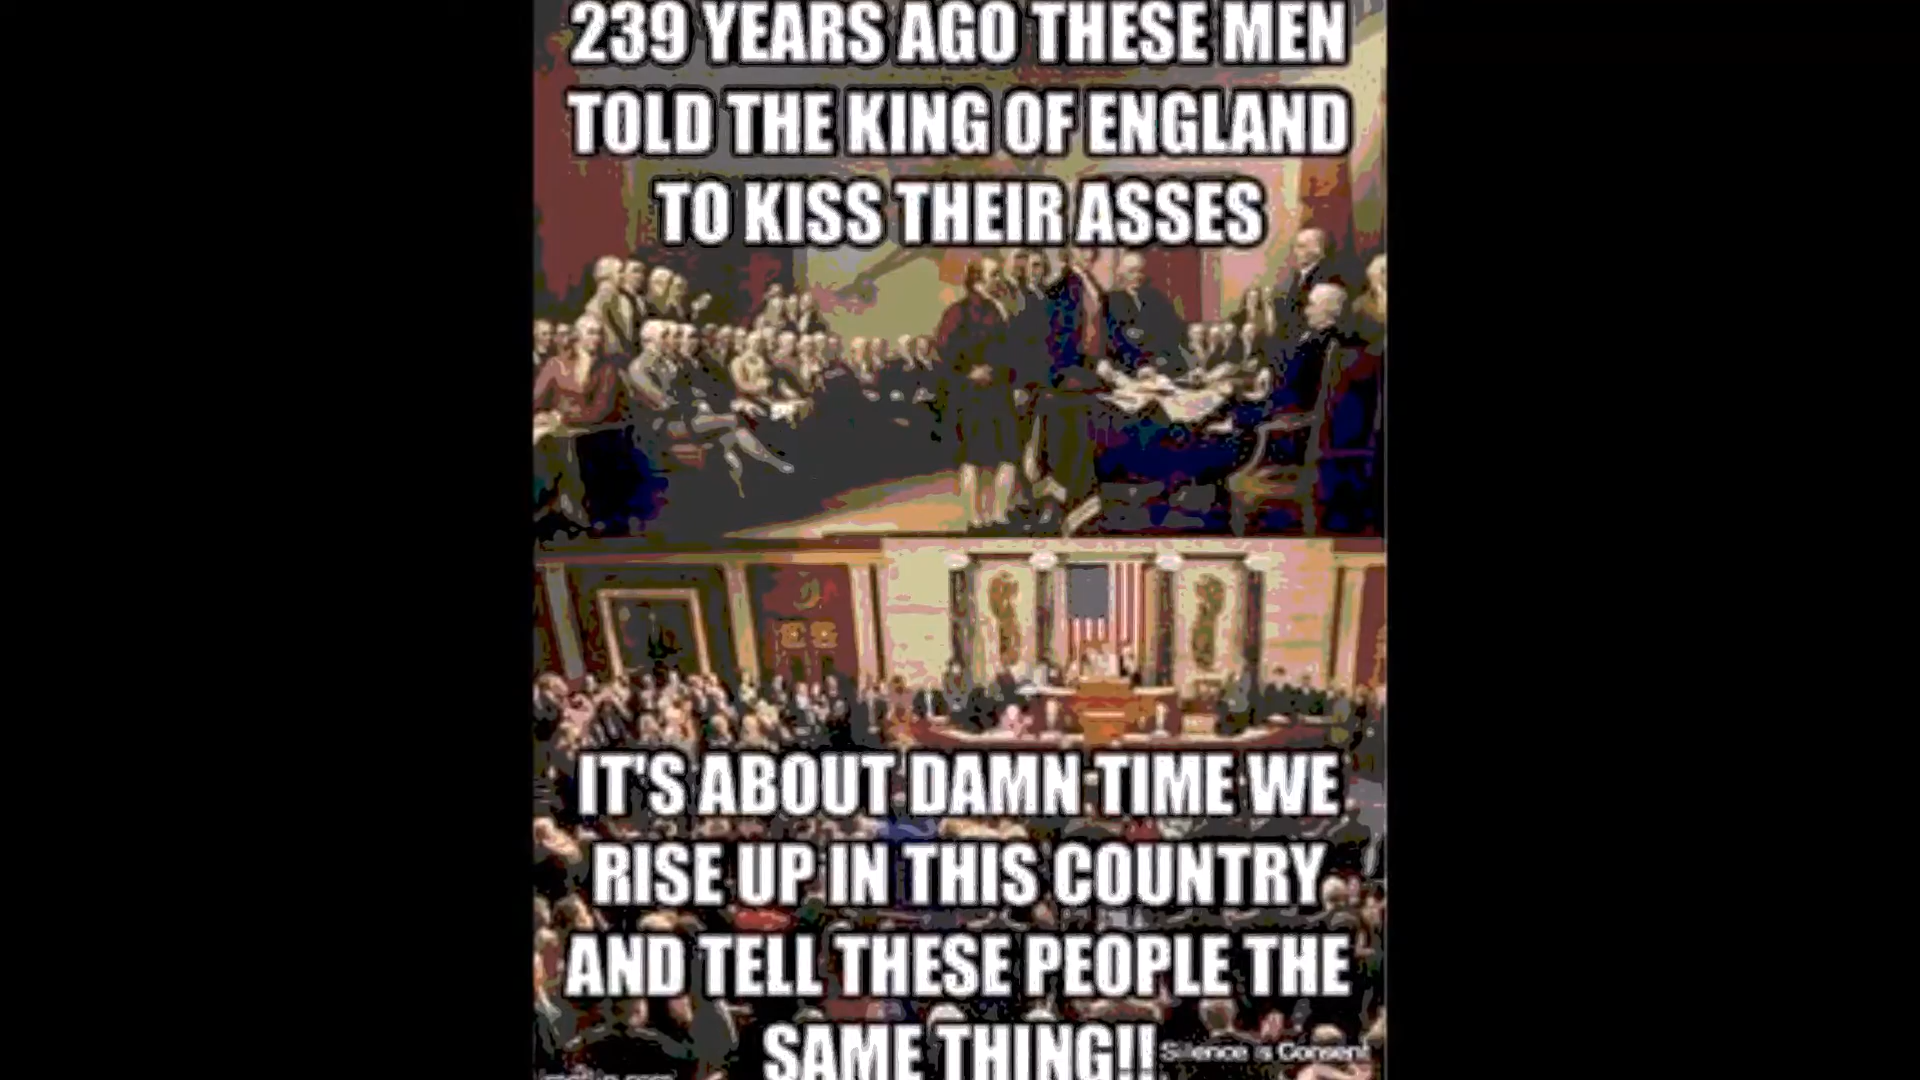 239 YEARS AGO THESE MEN
TOLD THE KING OF ENGLAND
TO KISS THEIR ASSES
IT'S ABOUT DAMN TIME WE
RISE UP IN THIS COUNTRY
AND TELL THESE PEOPLE THE
SAME THING!!
Silence is Consent